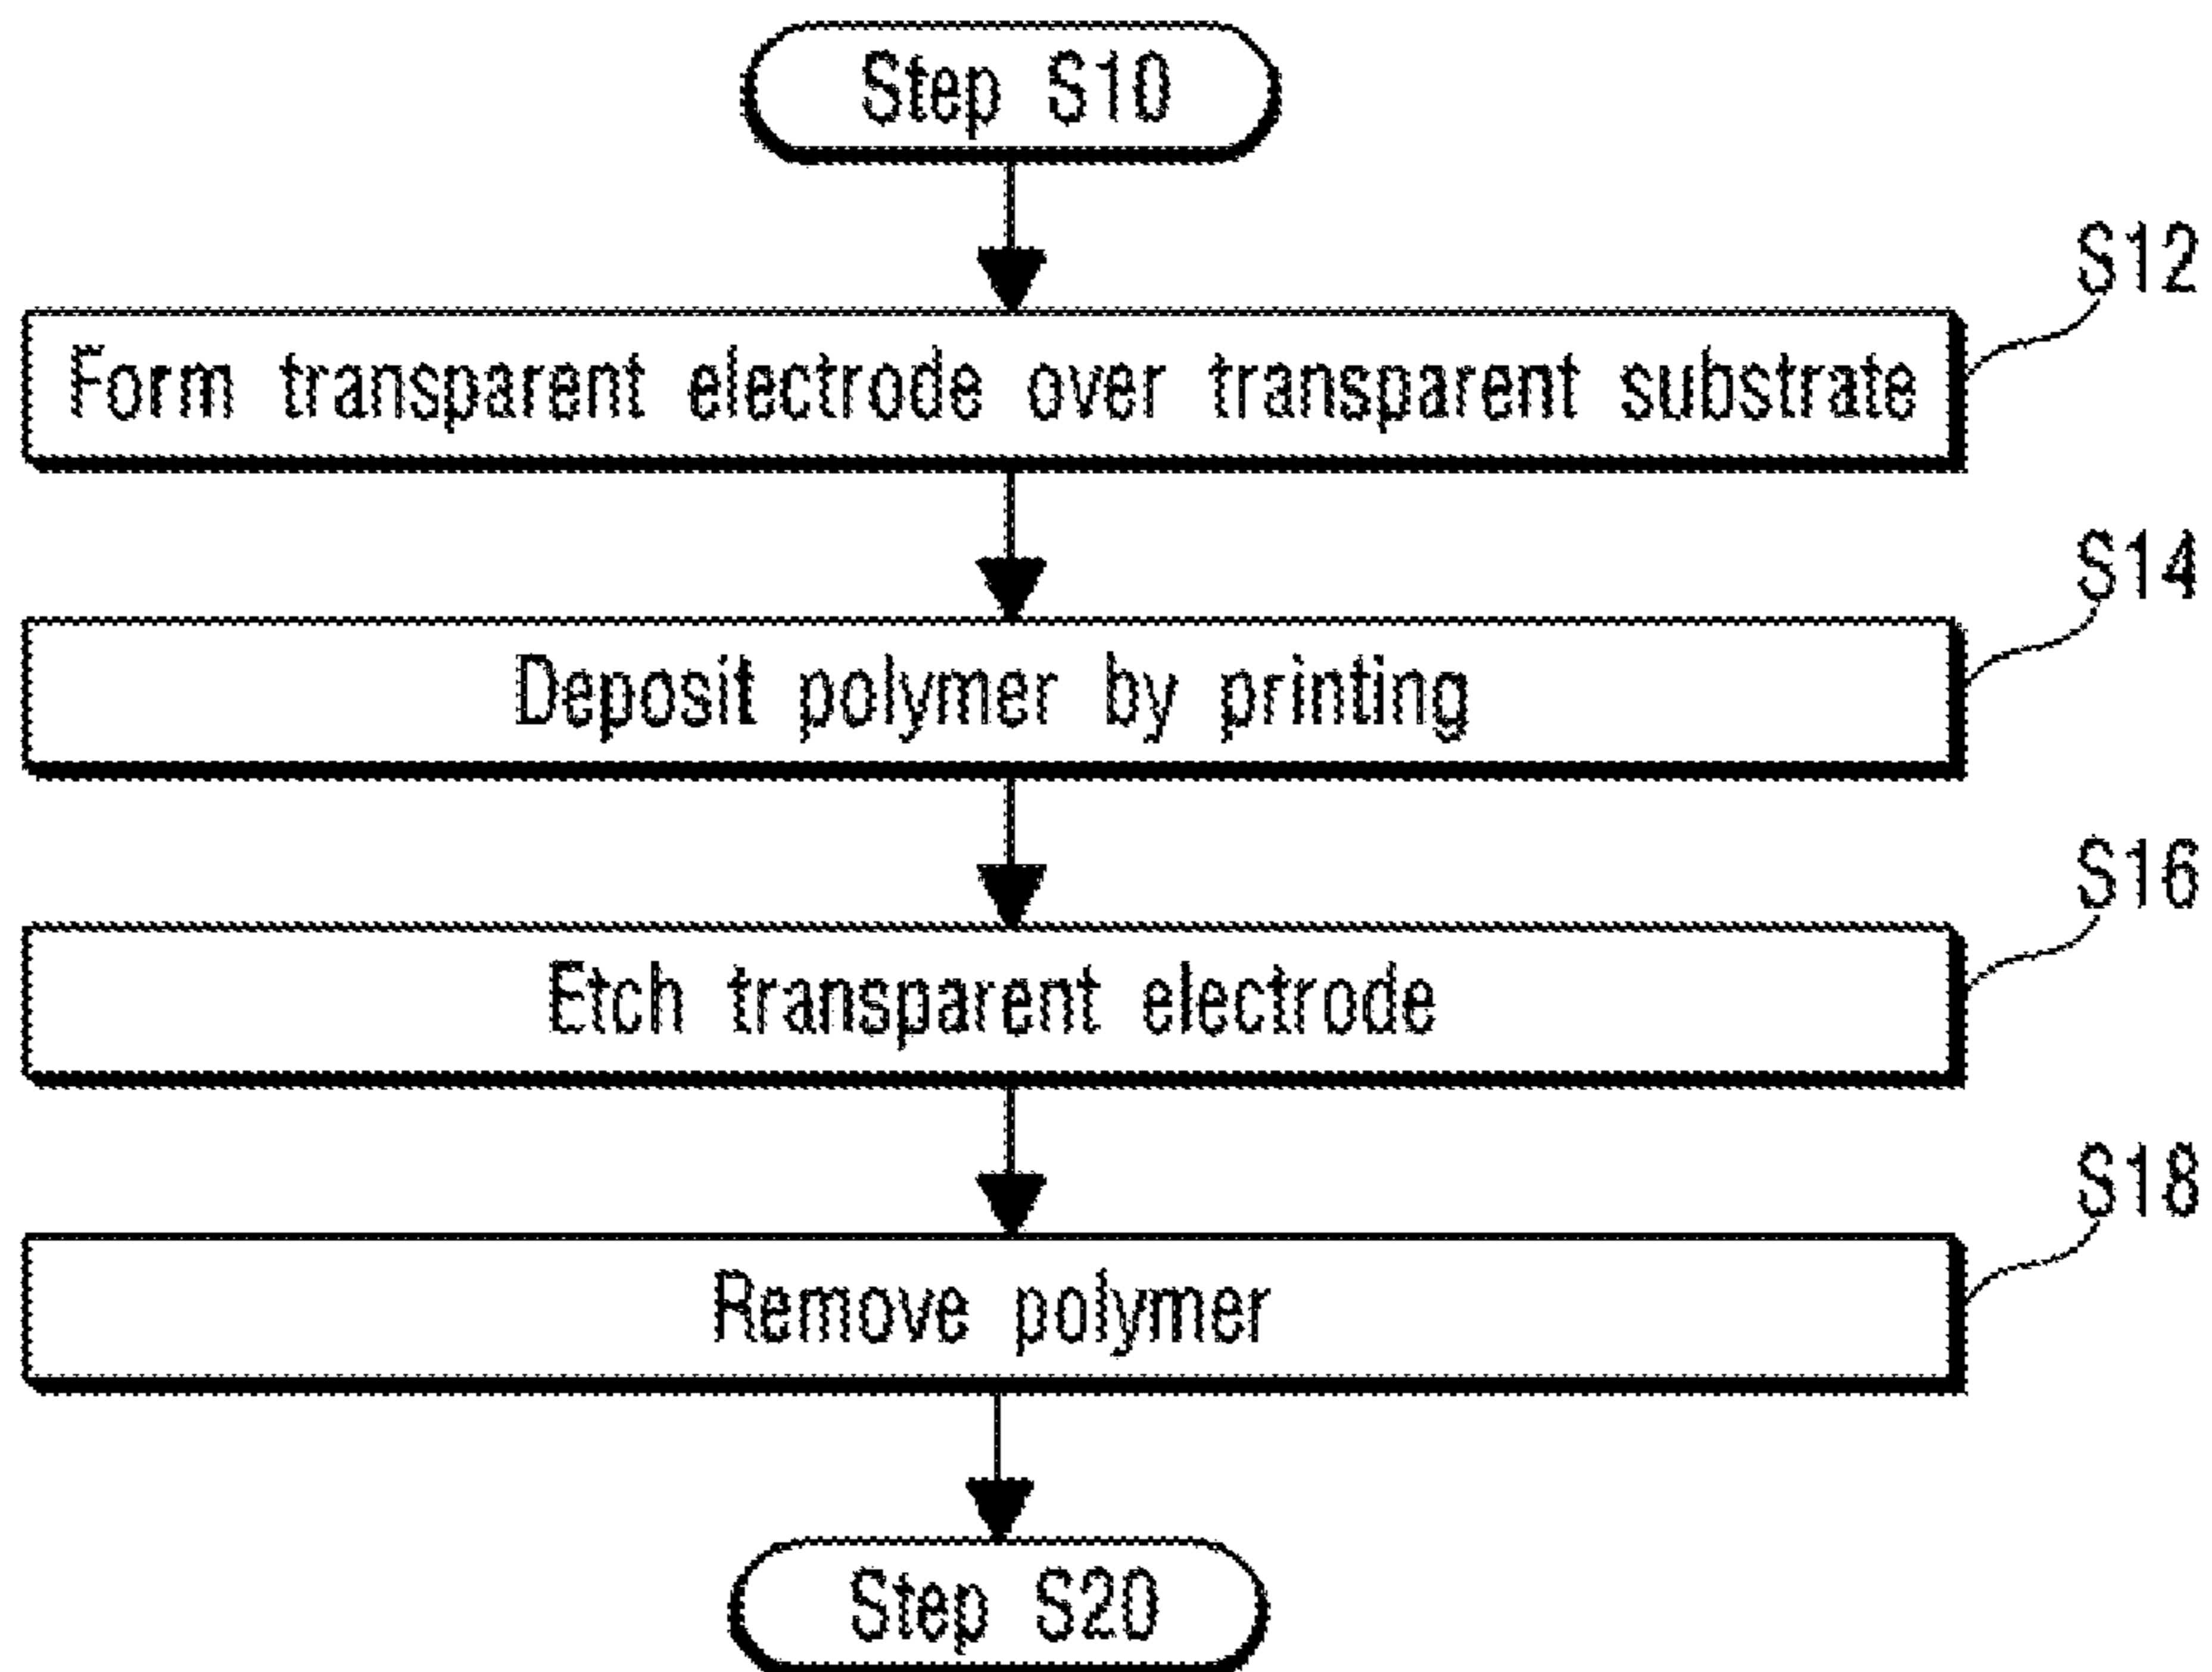 Step S10
S12
Form transparent electrode over transparent substrate
S14
Deposit polymer by printing
S16
Etch transparent electrode
S18
Remove polymer
Step S20